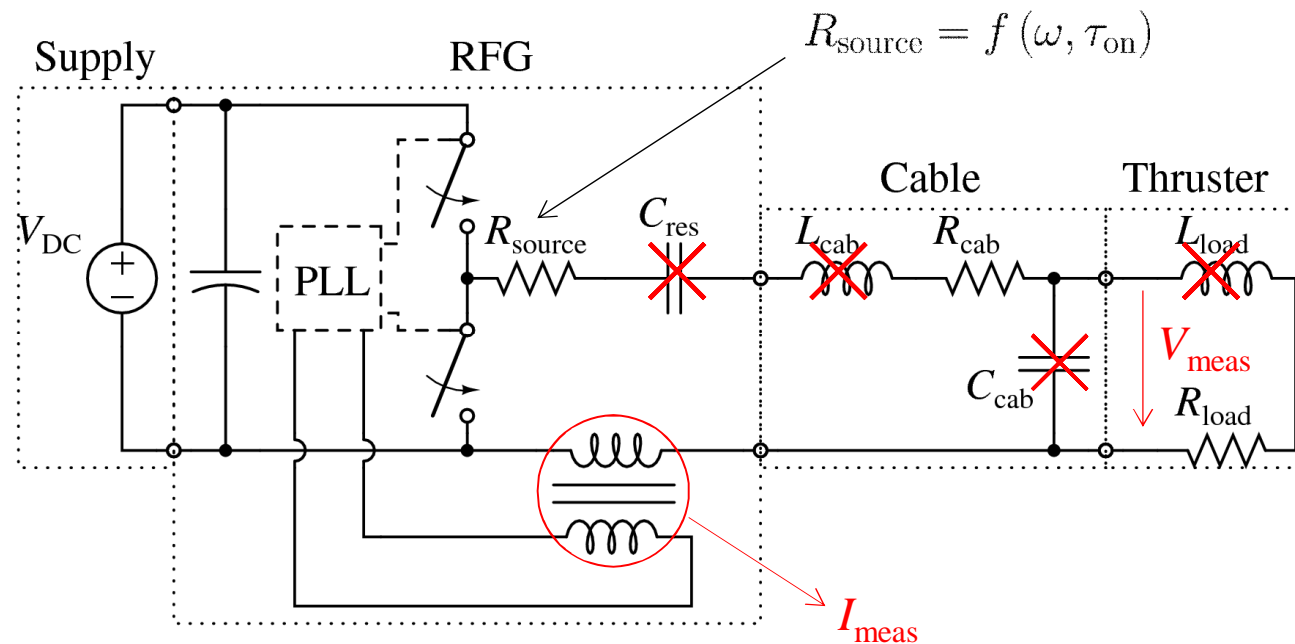 R_source = f (ω, τ_on)
Supply
RFG
Cable
Thruster
V_DC
+
−
PLL
R_source
C_res
L_cab
R_cab
L_load
C_cab
V_meas
R_load
I_meas